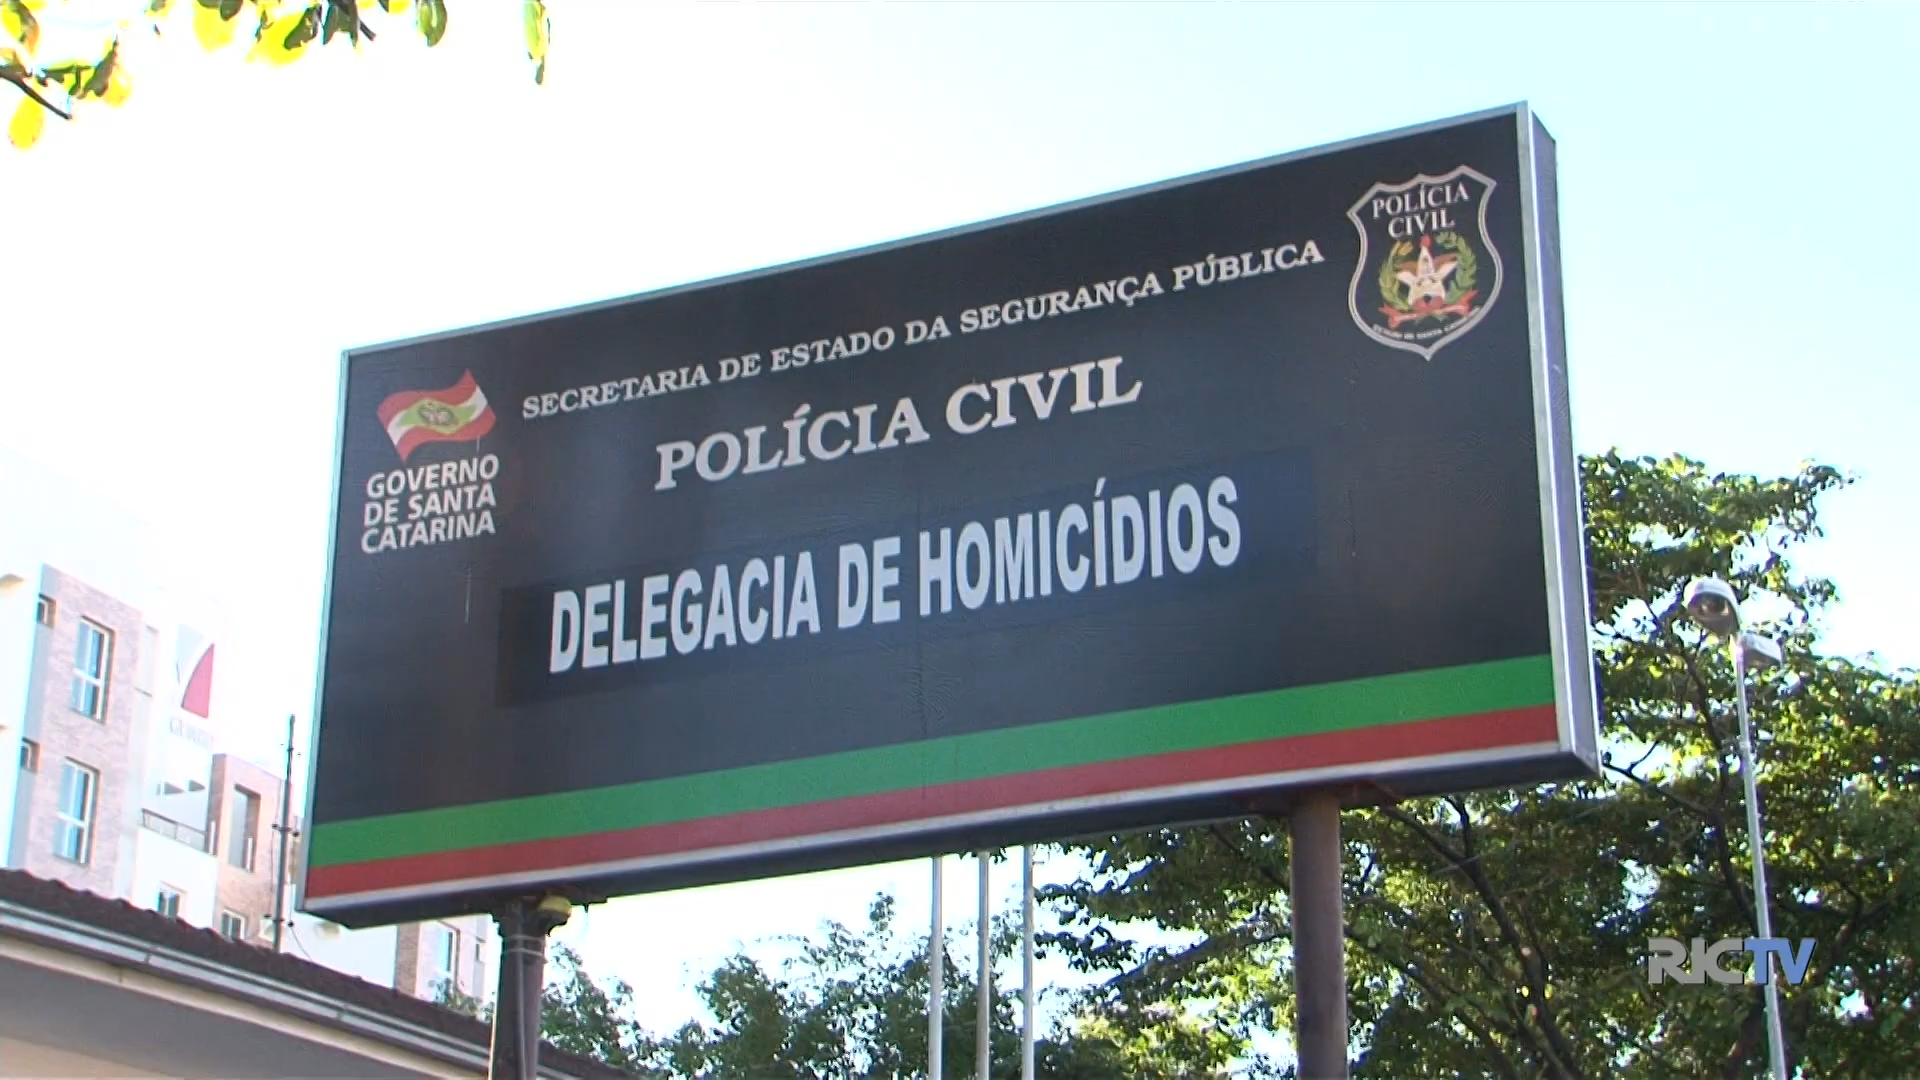 SECRETARIA DE ESTADO DA SEGURANÇA PÚBLICA
POLÍCIA CIVIL
DELEGACIA DE HOMICÍDIOS
GOVERNO
DE SANTA
CATARINA
POLÍCIA
CIVIL
RICTV